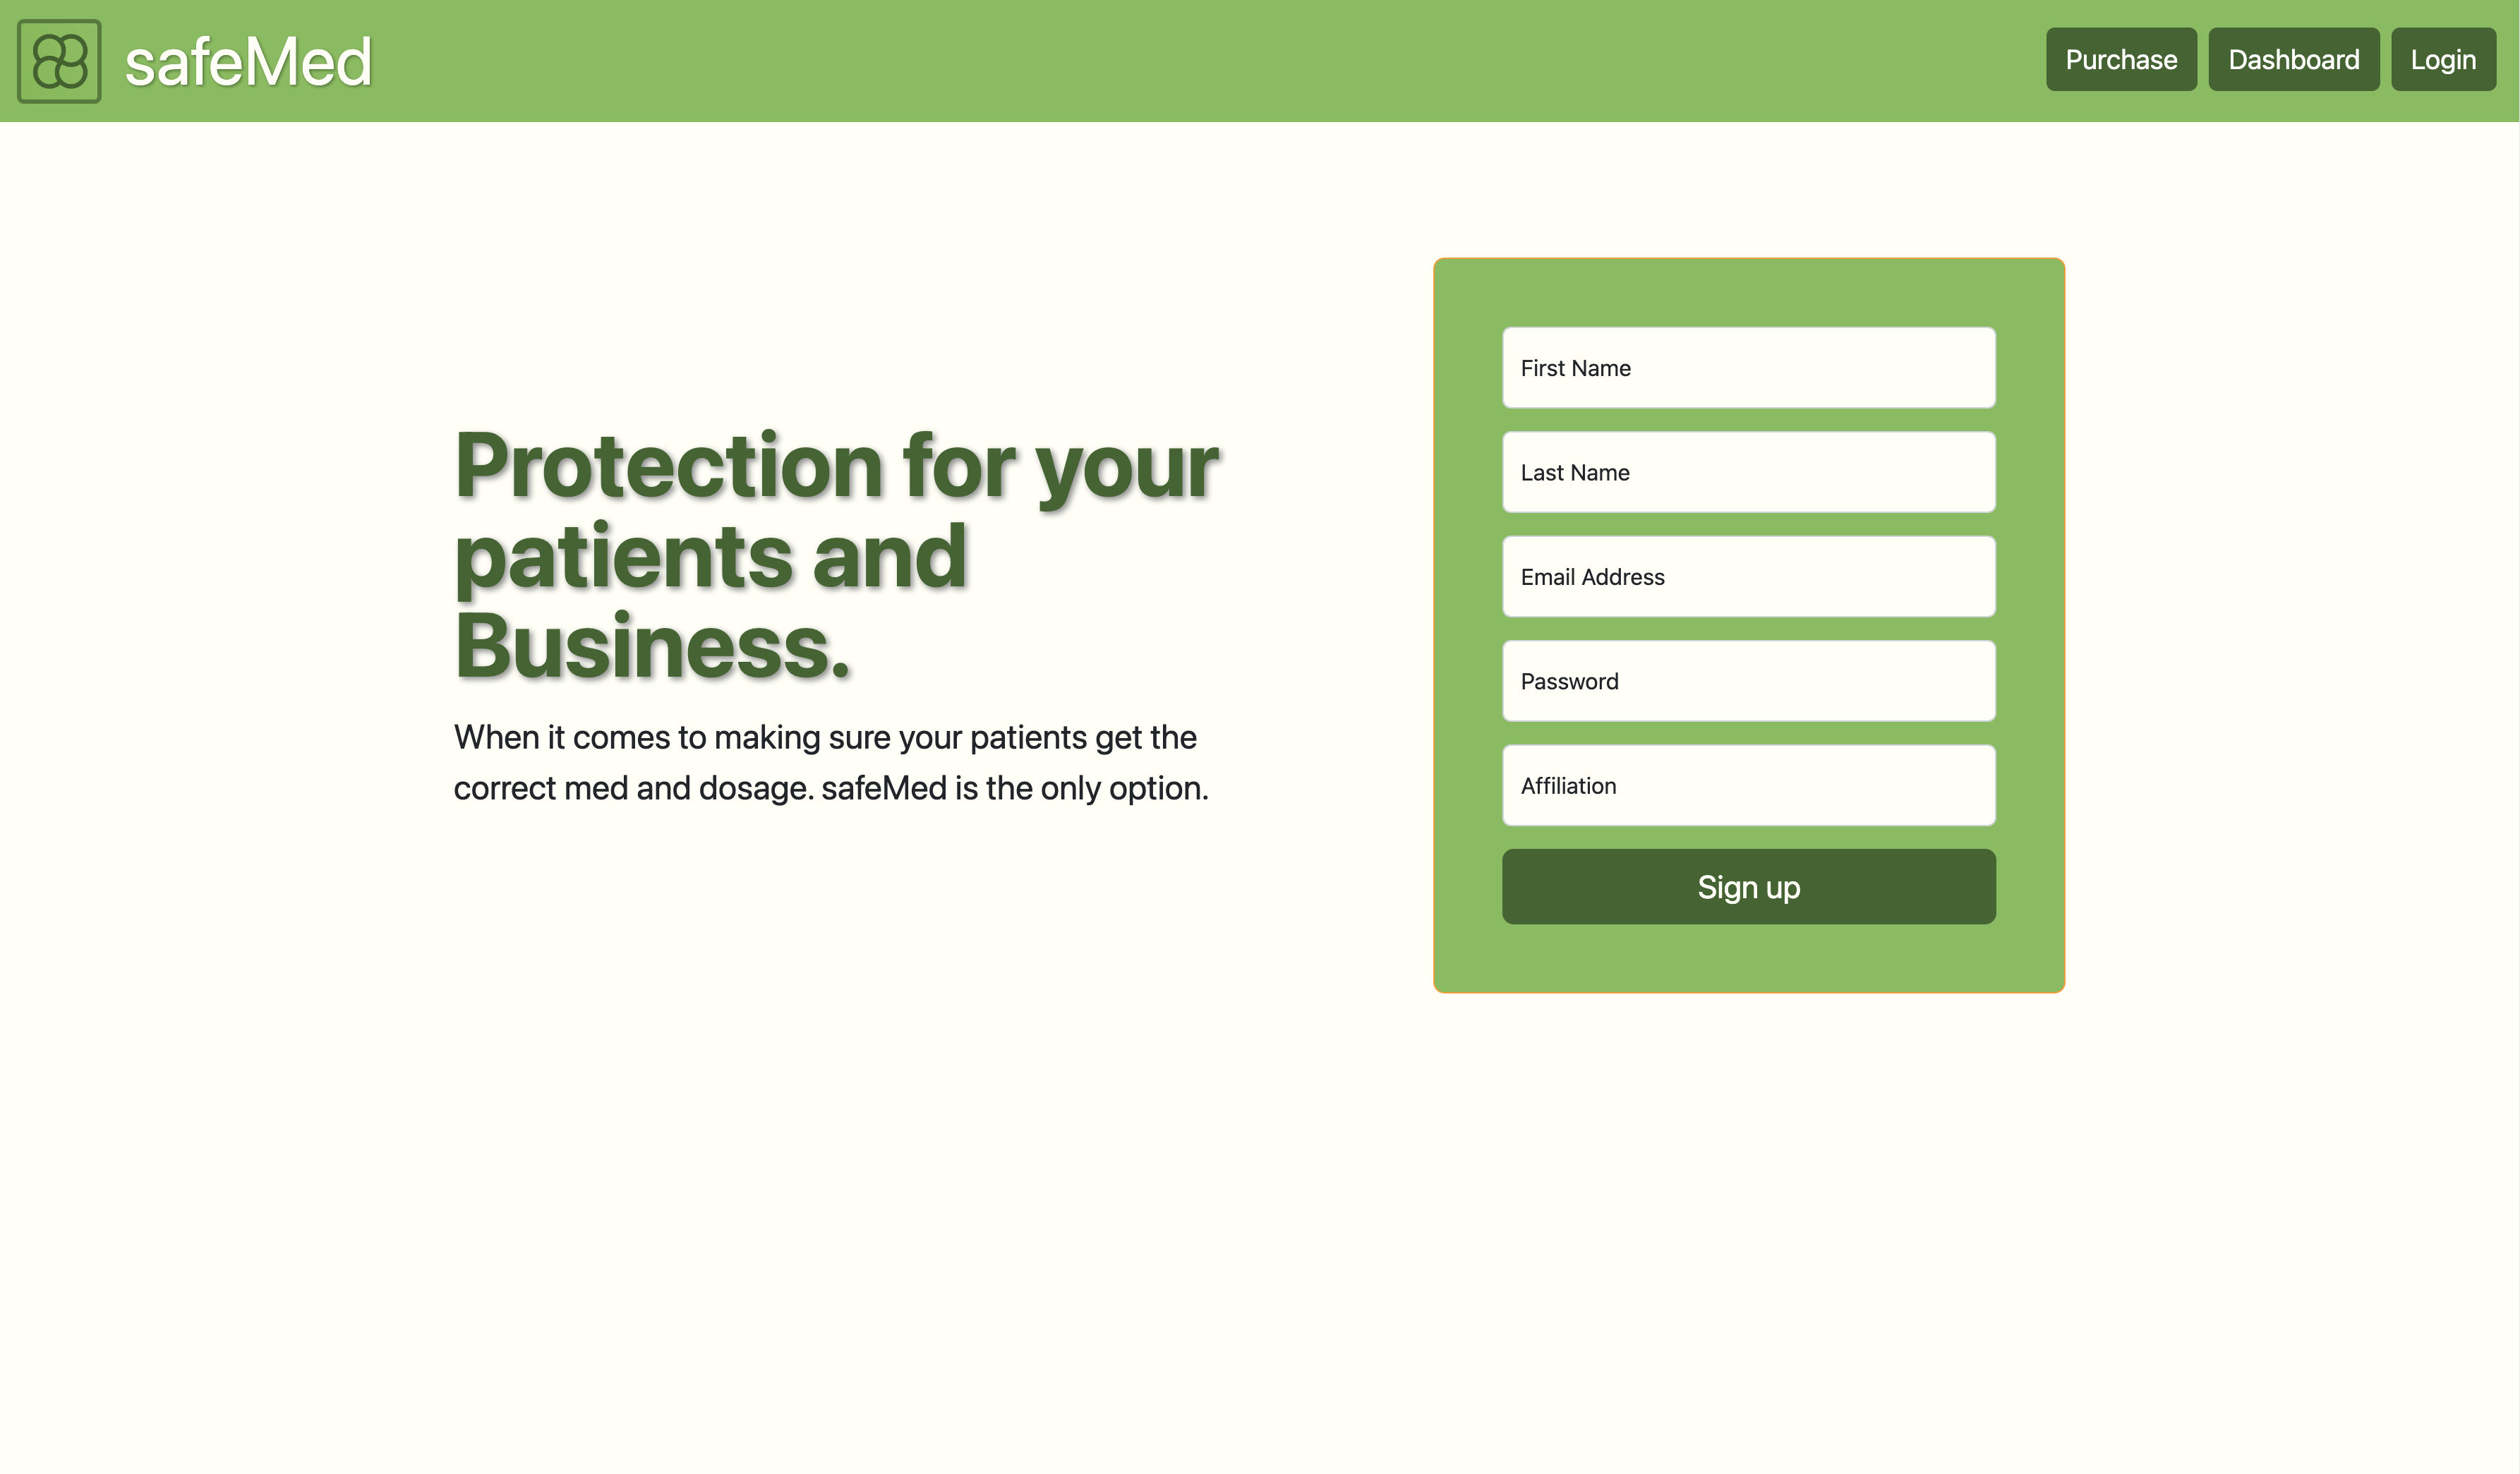 safeMed
Purchase
Dashboard
Login
Protection for your
patients and
Business.
When it comes to making sure your patients get the
correct med and dosage. safeMed is the only option.
First Name
Last Name
Email Address
Password
Affiliation
Sign up